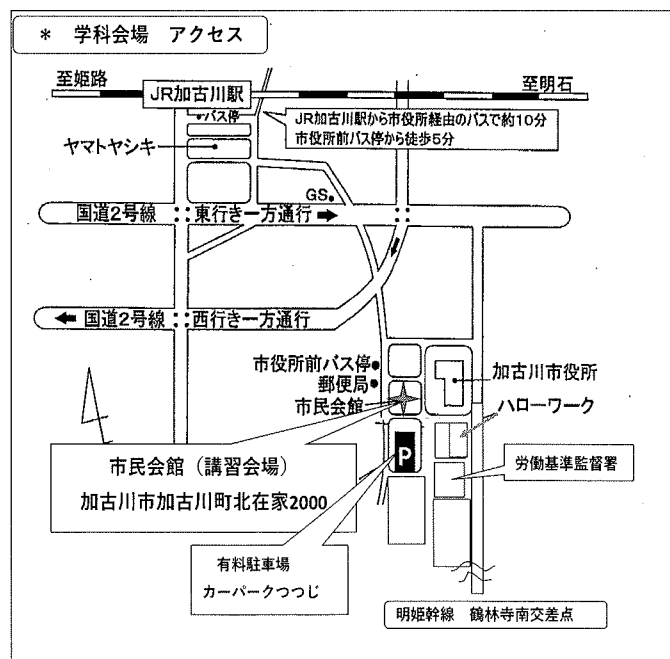 * 学科会場 アクセス
至姫路
JR加古川駅
至明石
バス停
JR加古川駅から市役所経由のバスで約10分
市役所前バス停から徒歩5分
ヤマトヤシキ
GS
国道2号線
東行き一方通行
国道2号線
西行き一方通行
市役所前バス停
郵便局
市民会館
加古川市役所
ハローワーク
P
市民会館（講習会場）
加古川市加古川町北在家2000
労働基準監督署
有料駐車場
カーパークつつじ
明姫幹線 鶴林寺南交差点